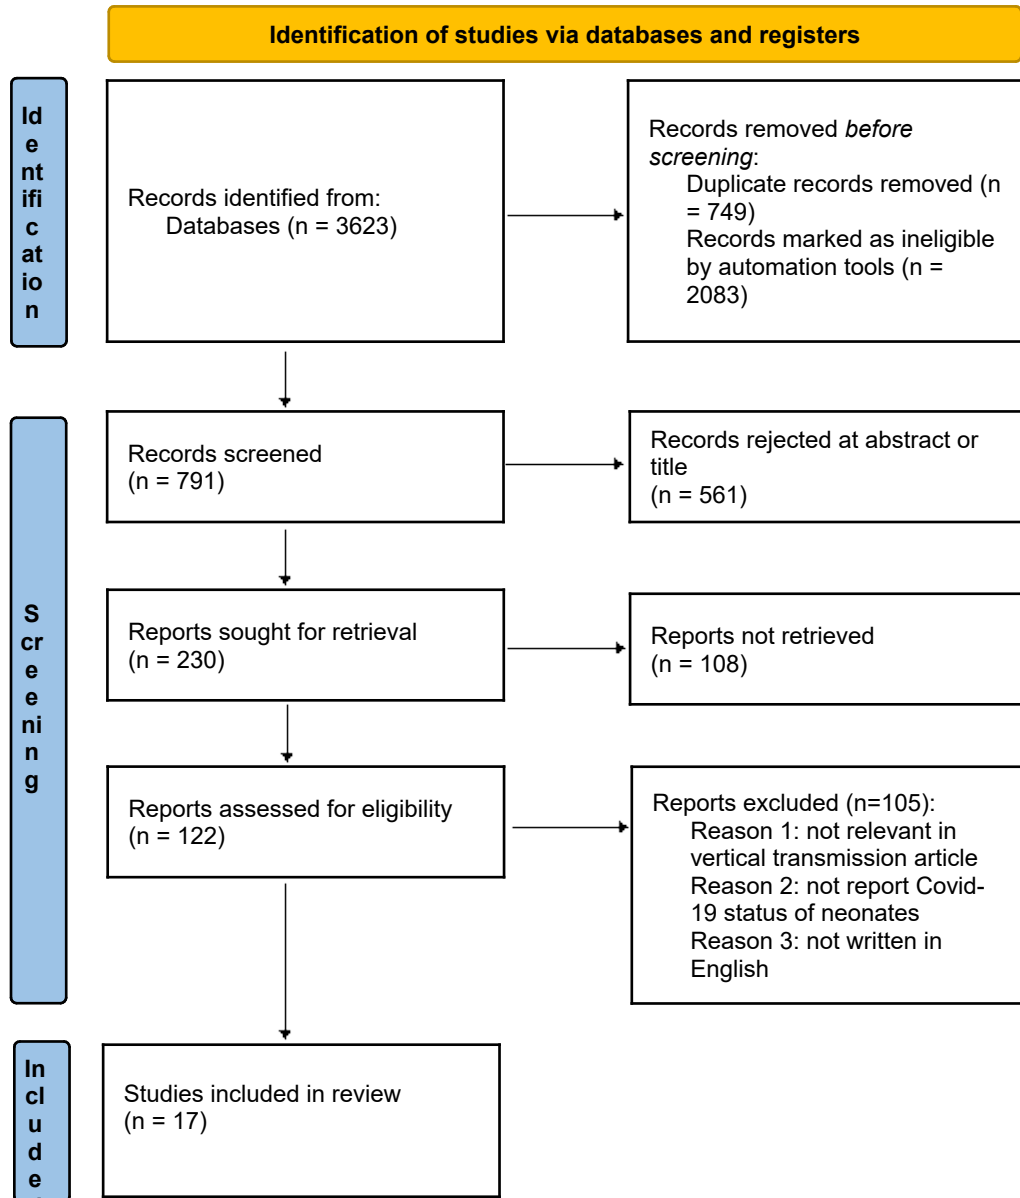 Identification of studies via databases and registers
Id
e
nt
ifi
c
at
io
n
Records identified from:
Databases (n = 3623)
Records removed before
screening:
Duplicate records removed (n
= 749)
Records marked as ineligible
by automation tools (n =
2083)
S
cr
e
e
ni
n
g
Records screened
(n = 791)
Records rejected at abstract or
title
(n = 561)
Reports sought for retrieval
(n = 230)
Reports not retrieved
(n = 108)
Reports assessed for eligibility
(n = 122)
Reports excluded (n=105):
Reason 1: not relevant in
vertical transmission article
Reason 2: not report Covid-
19 status of neonates
Reason 3: not written in
English
In
cl
u
d
e
Studies included in review
(n = 17)